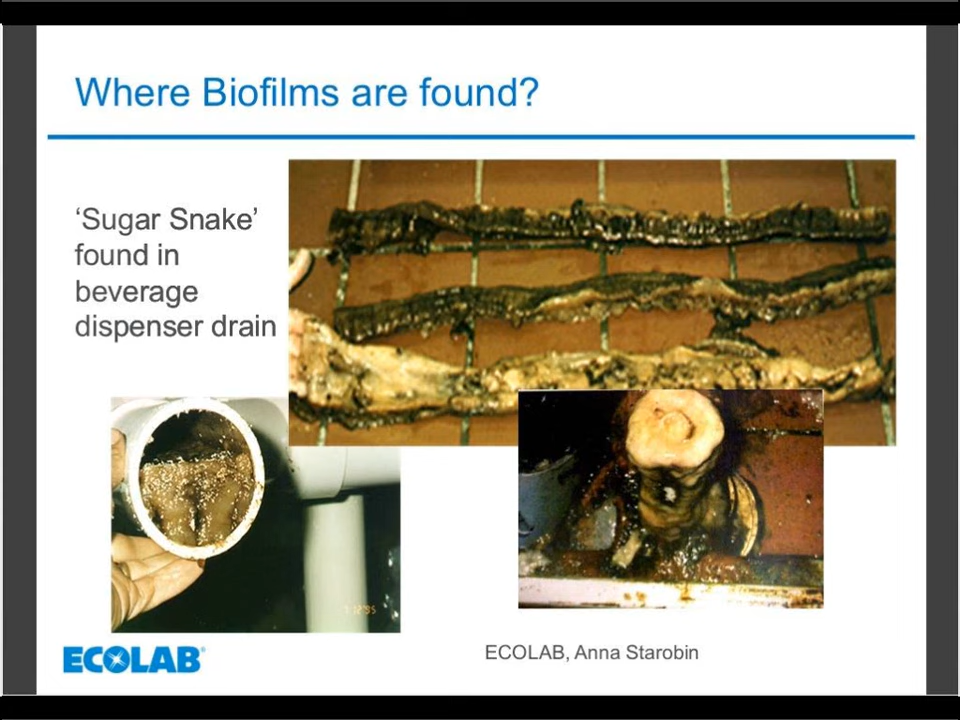 Where Biofilms are found?
‘Sugar Snake’
found in
beverage
dispenser drain
ECOLAB
ECOLAB, Anna Starobin